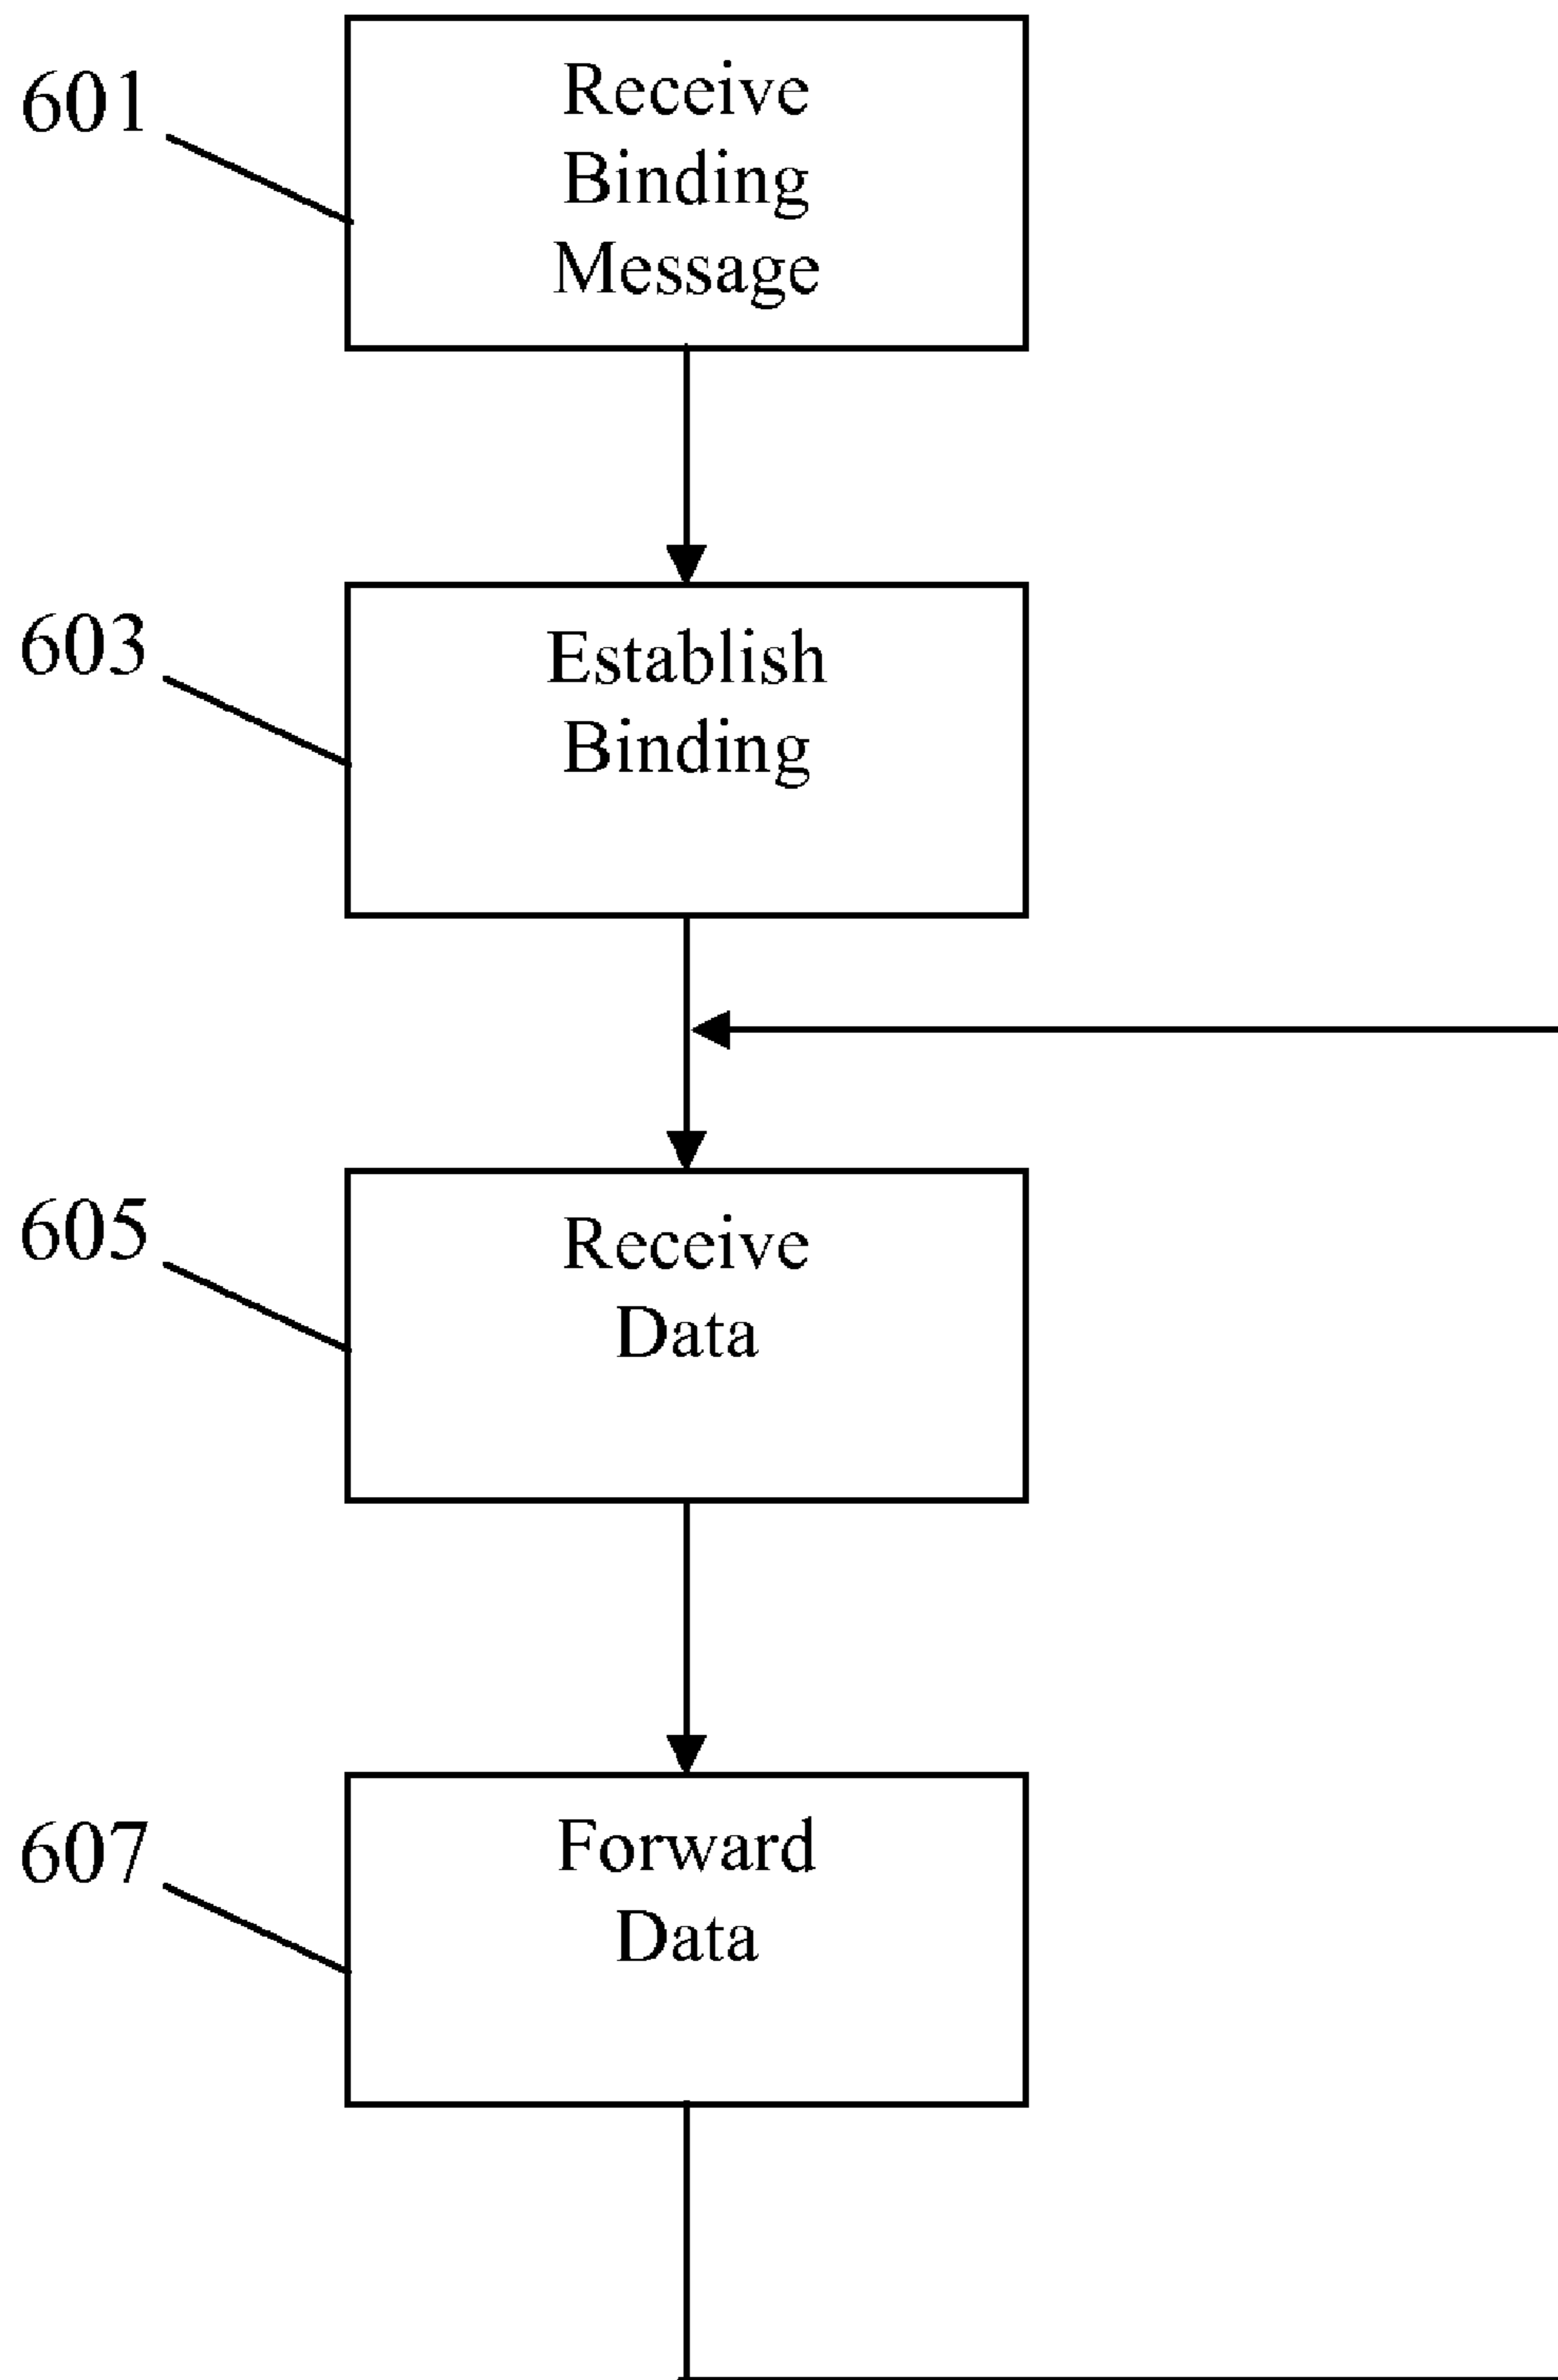 601
Receive
Binding
Message
603
Establish
Binding
605
Receive
Data
607
Forward
Data